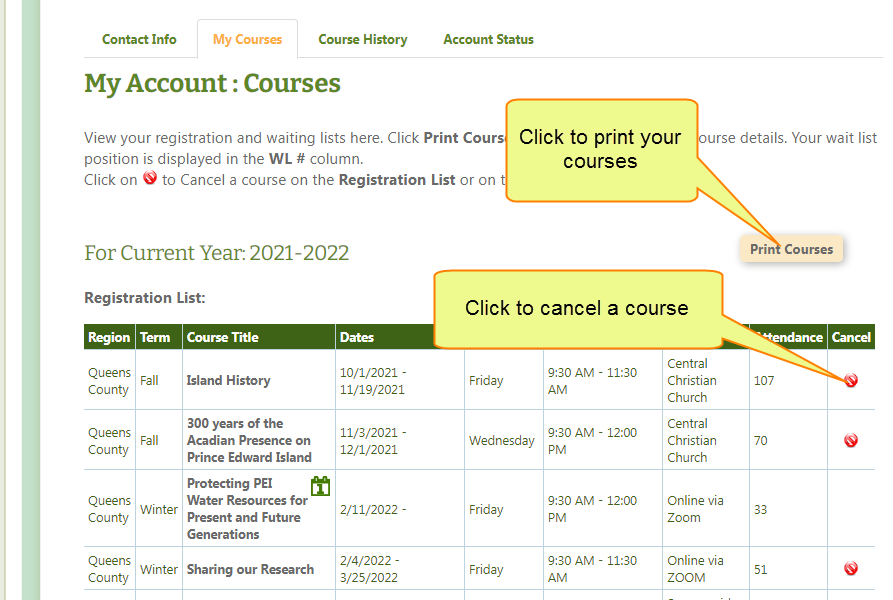 Contact Info My Courses Course History Account Status
My Account : Courses
View your registration and waiting lists here. Click Print Cours ourse details. Your wait list
position is displayed in the WL # column.
Click on to Cancel a course on the Registration List or on t
Click to print your
courses
Print Courses
For Current Year: 2021-2022
Click to cancel a course
Registration List:
Region Term Course Title Dates ttendance Cancel
Queens County Fall Island History 10/1/2021 - 11/19/2021 Friday 9:30 AM - 11:30 AM Central Christian Church 107
Queens County Fall 300 years of the Acadian Presence on Prince Edward Island 11/3/2021 - 12/1/2021 Wednesday 9:30 AM - 12:00 PM Central Christian Church 70
Queens County Winter Protecting PEI Water Resources for Present and Future Generations 1 2/11/2022 - Friday 9:30 AM - 12:00 PM Online via Zoom 33
Queens County Winter Sharing our Research 2/4/2022 - 3/25/2022 Friday 9:30 AM - 11:30 AM Online via ZOOM 51